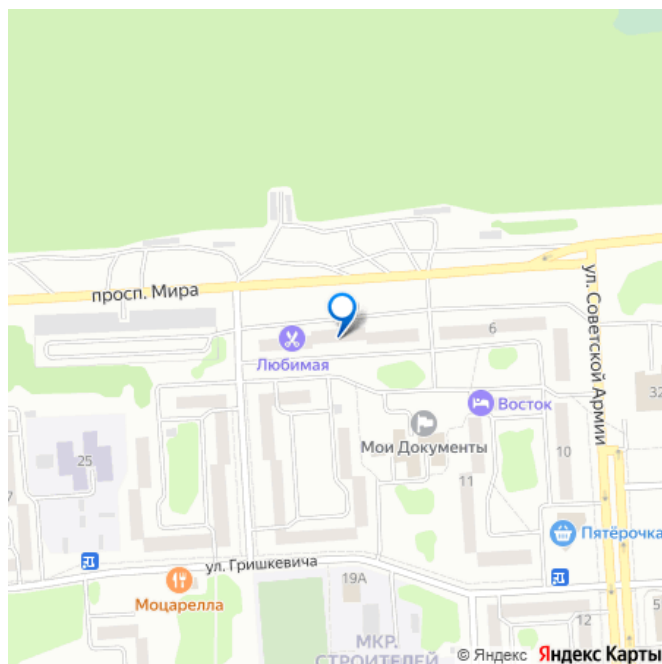 просп. Мира
ул. Советской Армии
6
Любимая
32
Восток
Мои Документы
25
10
11
Пятёрочка
ул. Гришкевича
19А
Моцарелла
5
12
МКР.
СТРОИТЕЛЕЙ
© Яндекс Яндекс Карты